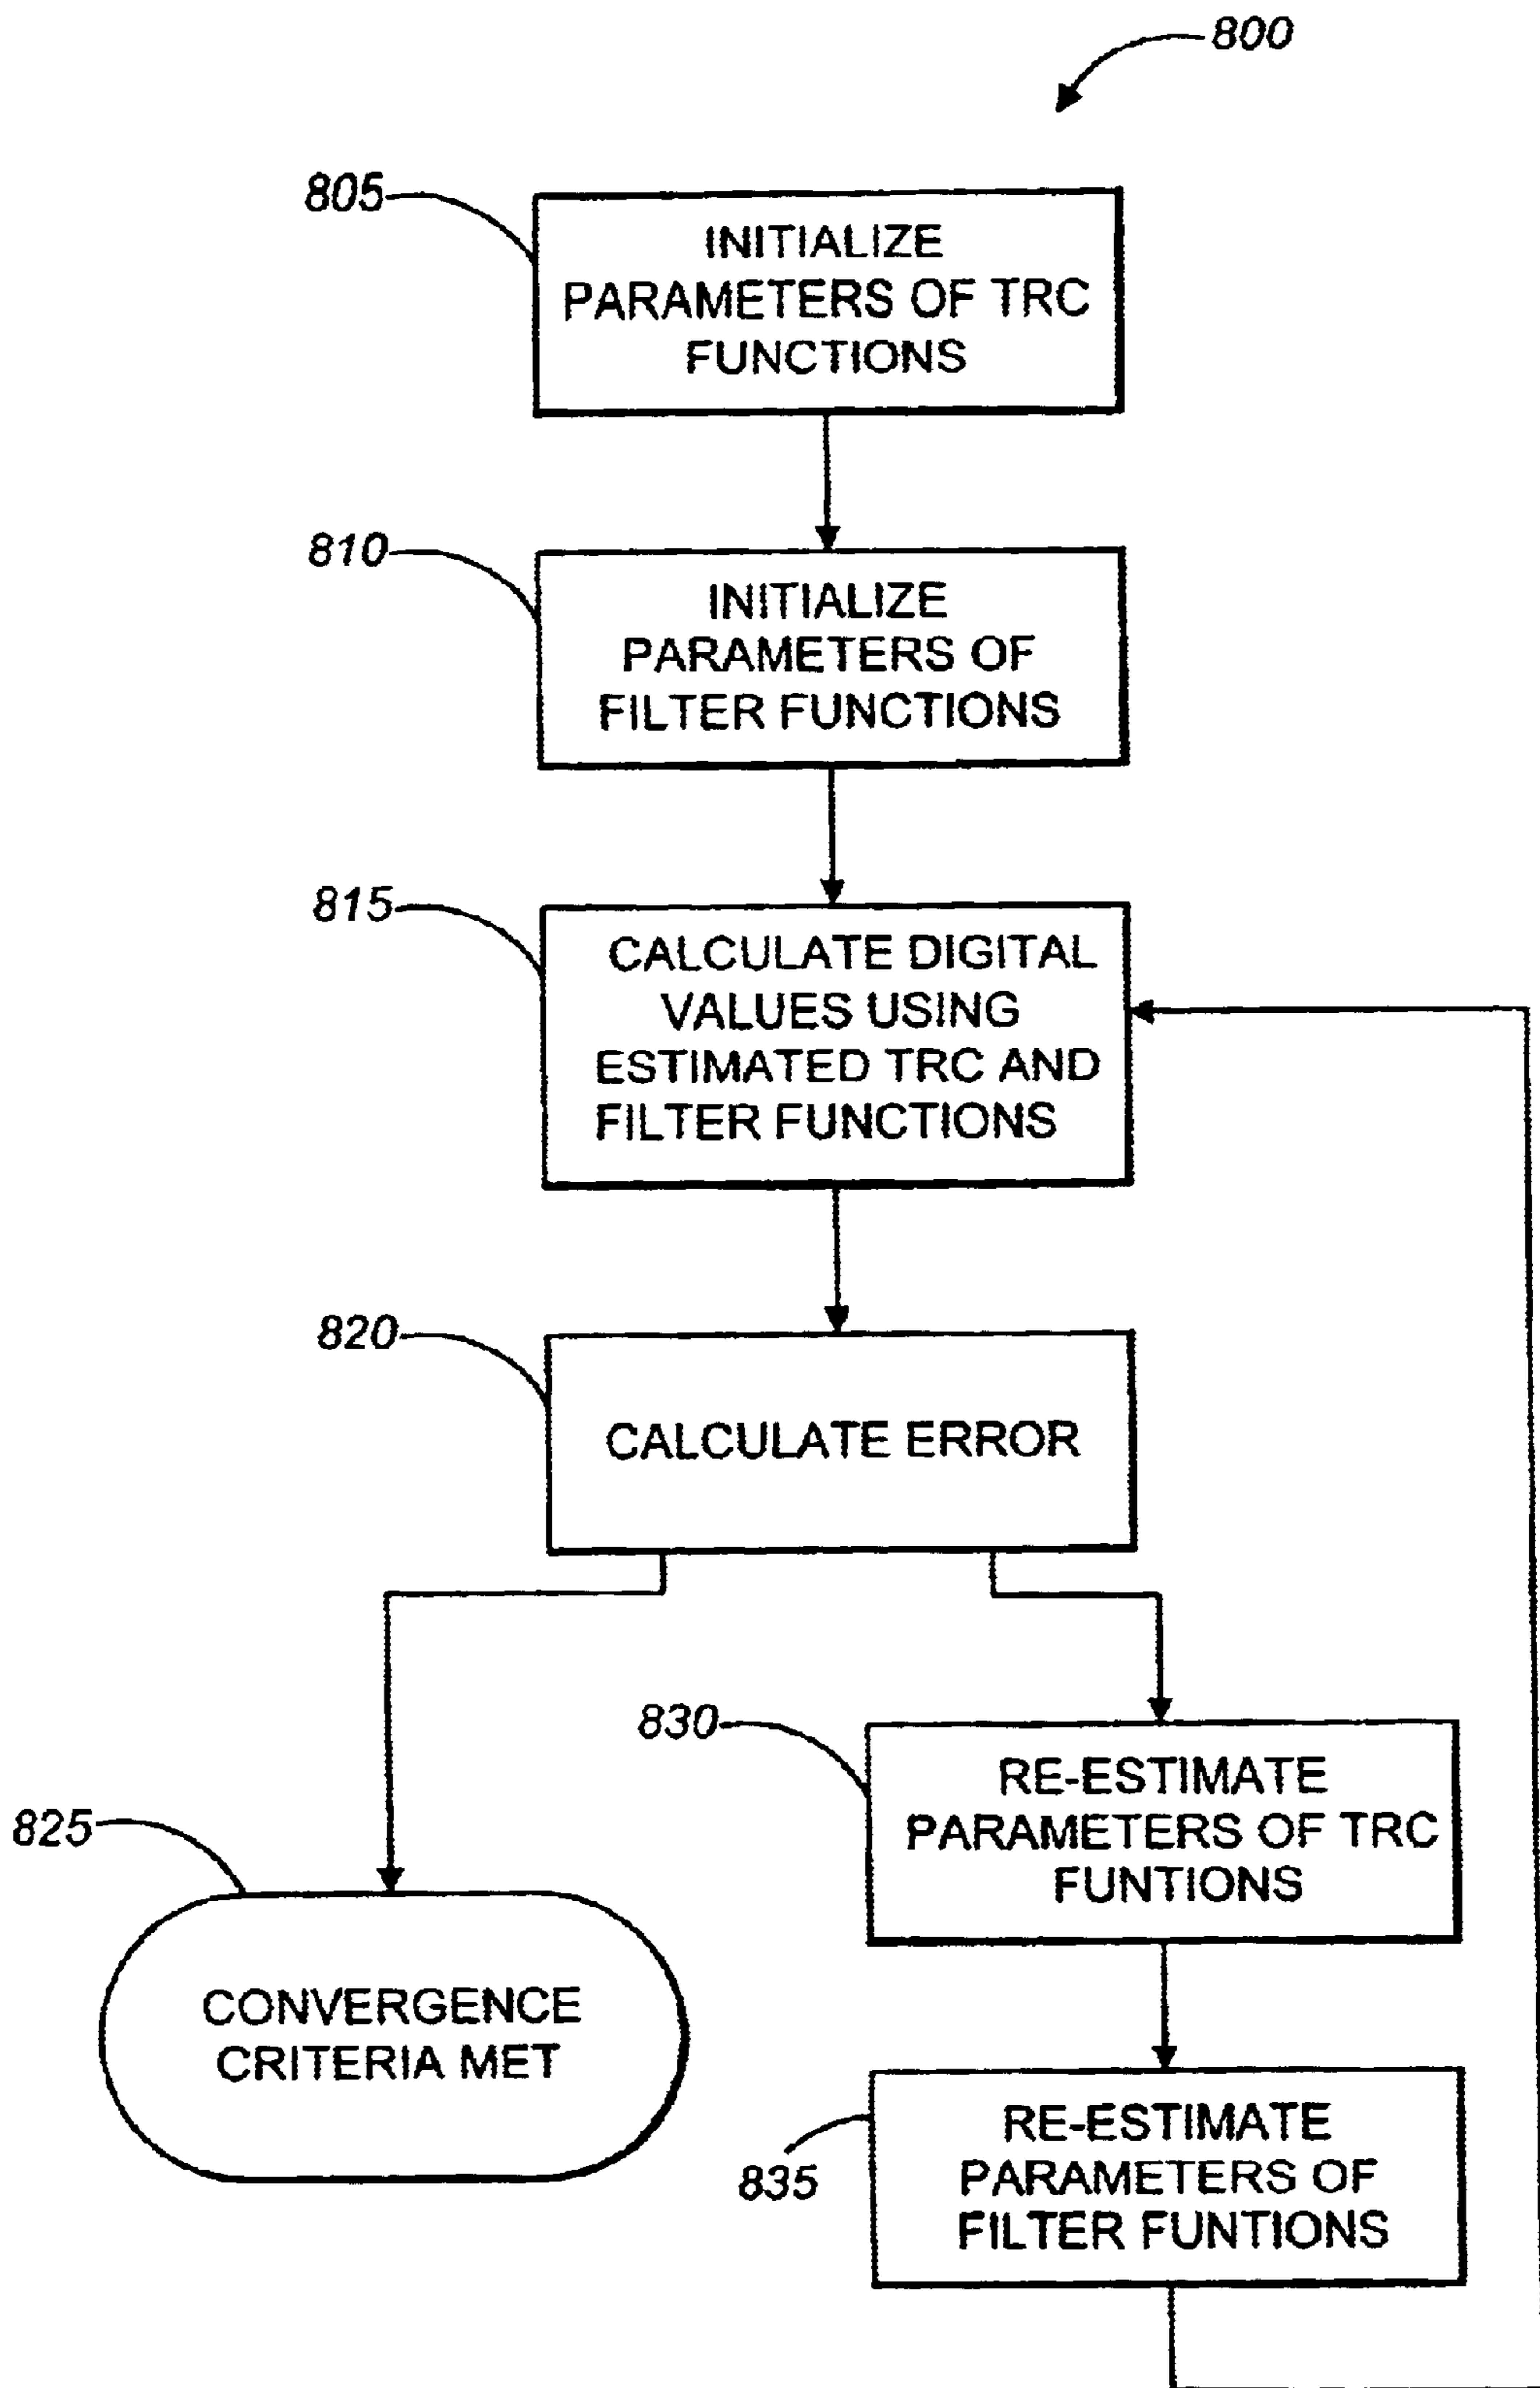 800
805
INITIALIZE
PARAMETERS OF TRC
FUNCTIONS
810
INITIALIZE
PARAMETERS OF
FILTER FUNCTIONS
815
CALCULATE DIGITAL
VALUES USING
ESTIMATED TRC AND
FILTER FUNCTIONS
820
CALCULATE ERROR
830
RE-ESTIMATE
PARAMETERS OF TRC
FUNTIONS
825
CONVERGENCE
CRITERIA MET
835
RE-ESTIMATE
PARAMETERS OF
FILTER FUNTIONS